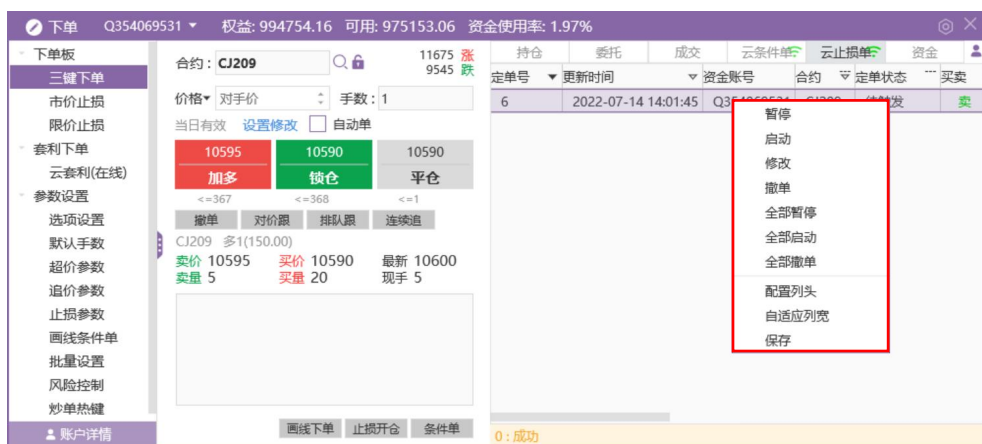 下单 Q354069531 权益: 994754.16 可用: 975153.06 资金使用率: 1.97%
下单板
三键下单
市价止损
限价止损
套利下单
云套利(在线)
参数设置
选项设置
默认手数
超价参数
追价参数
止损参数
画线条件单
批量设置
风险控制
炒单热键
账户详情
合约: CJ209 11675 涨
9545 跌
价格 对手价 手数: 1
当日有效 设置修改 自动单
10595 10590 10590
加多 锁仓 平仓
<=367 <=368 <=1
撤单 对价跟 排队跟 连续追
CJ209 多1(150.00)
卖价 10595 买价 10590 最新 10600
卖量 5 买量 20 现手 5
画线下单 止损开仓 条件单
持仓 委托 成交 云条件单 云止损单 资金
定单号 更新时间 资金账号 合约 定单状态 买卖
6 2022-07-14 14:01:45 卖
暂停
启动
修改
撤单
全部暂停
全部启动
全部撤单
配置列头
自适应列宽
保存
0 : 成功